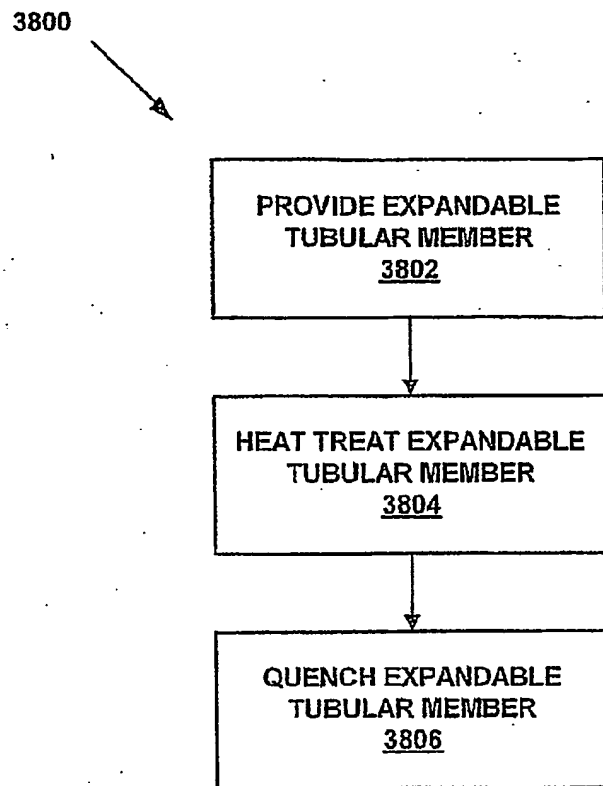 3800
PROVIDE EXPANDABLE
TUBULAR MEMBER
3802
HEAT TREAT EXPANDABLE
TUBULAR MEMBER
3804
QUENCH EXPANDABLE
TUBULAR MEMBER
3806